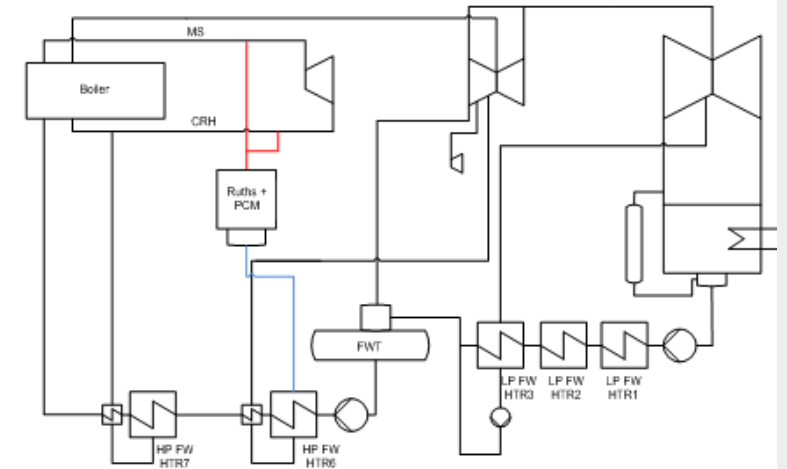 MS
Boiler
CRH
Ruths +
PCM
FWT
LP FW
HTR3
LP FW
HTR2
LP FW
HTR1
HP FW
HTR7
HP FW
HTR6